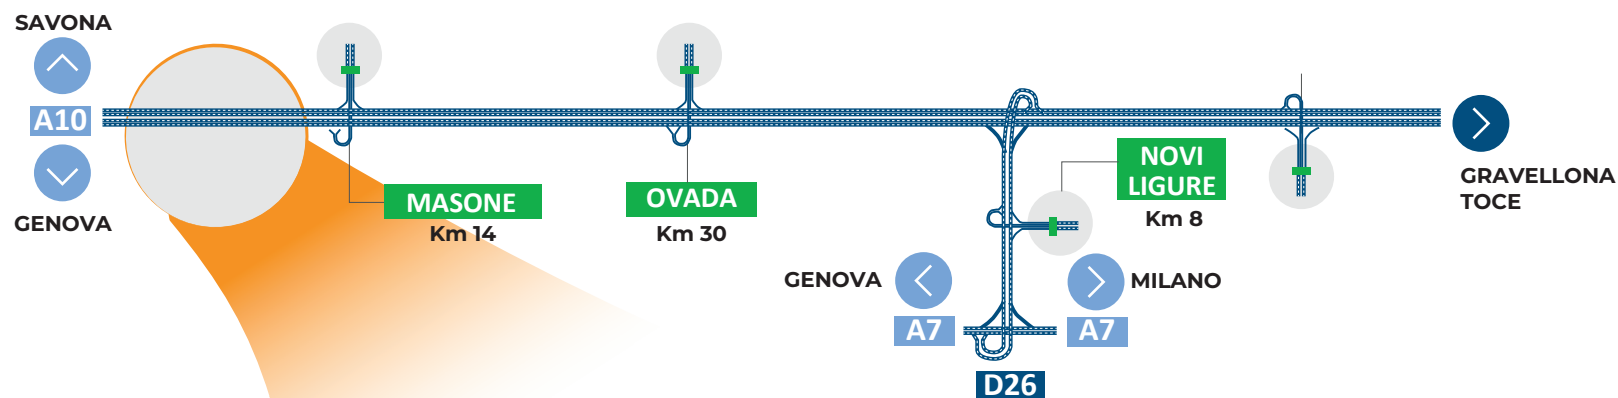 SAVONA
A10
GENOVA
MASONE
Km 14
OVADA
Km 30
NOVI
LIGURE
Km 8
GENOVA
A7
MILANO
A7
D26
GRAVELLONA
TOCE